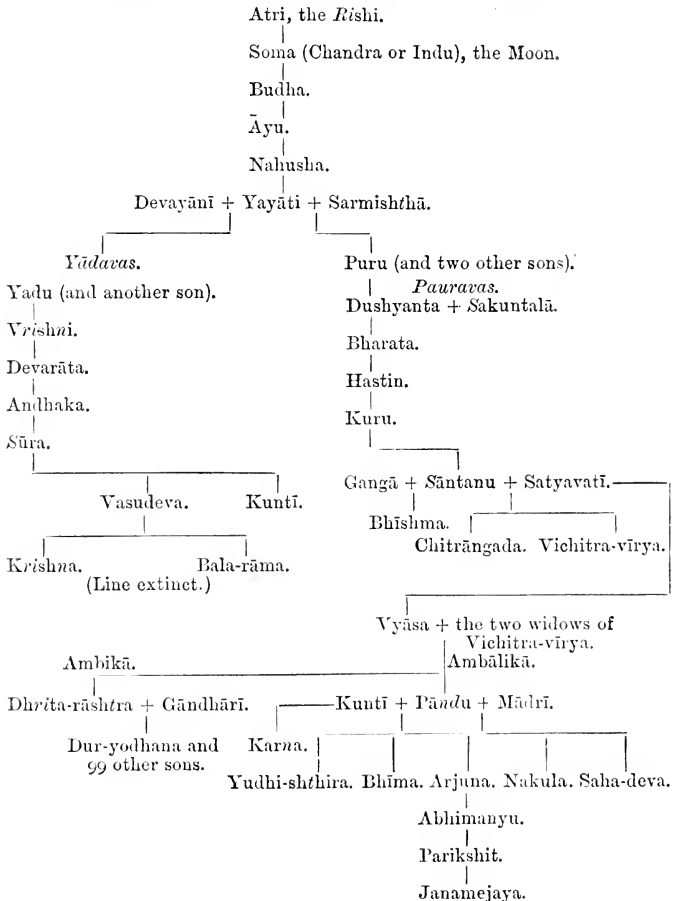 Atri, the Rishi.
Soma (Chandra or Indu), the Moon.
Budha.
Āyu.
Nahusha.
Devayānī + Yayāti + Sarmishthā.
Yādavas.
Yadu (and another son).
Vrishni.
Devarāta.
Andhaka.
Sūra.
Vasudeva. Kuntī.
Krishna. Bala-rāma.
(Line extinct.)
Puru (and two other sons).
Pauravas.
Dushyanta + Sakuntalā.
Bharata.
Hastin.
Kuru.
Gangā + Sāntanu + Satyavatī.
Bhīshma.
Chitrāngada. Vichitra-vīrya.
Vyāsa + the two widows of
Vichitra-vīrya.
Ambikā. Ambālikā.
Dhrita-rāshtra + Gāndhārī. Kuntī + Pāndu + Mādrī.
Dur-yodhana and
99 other sons.
Karna.
Yudhi-shthira. Bhīma. Arjuna. Nakula. Saha-deva.
Abhimanyu.
Parikshit.
Janamejaya.